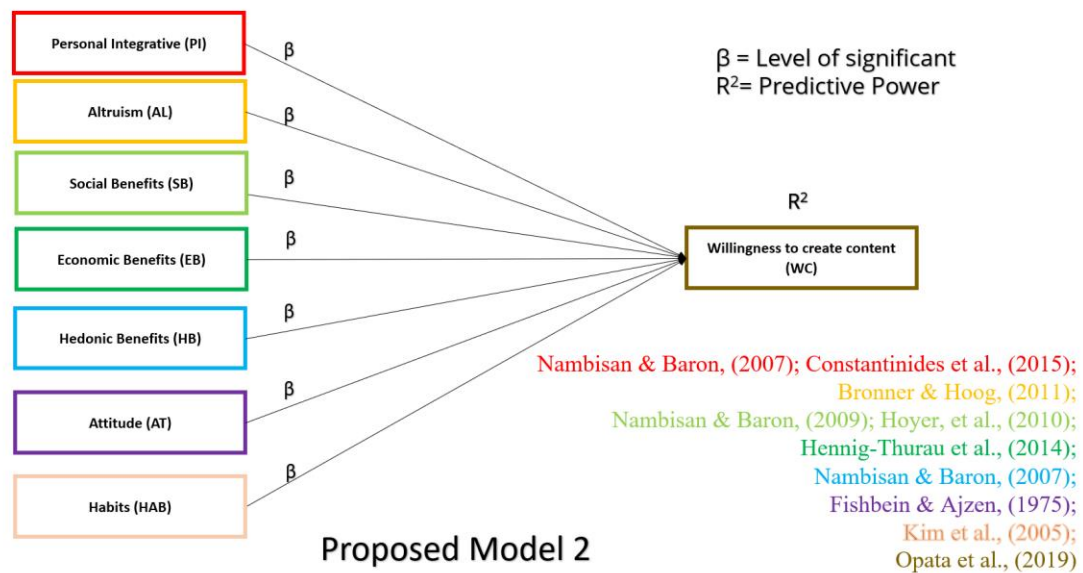 Personal Integrative (PI)
β
β = Level of significant
R²= Predictive Power
Altruism (AL)
β
Social Benefits (SB)
β
R²
Economic Benefits (EB)
β
Willingness to create content
(WC)
Hedonic Benefits (HB)
β
Nambisan & Baron, (2007); Constantinides et al., (2015);
Bronner & Hoog, (2011);
Attitude (AT)
β
Nambisan & Baron, (2009); Hoyer, et al., (2010);
Hennig-Thurau et al., (2014);
Nambisan & Baron, (2007);
Habits (HAB)
β
Fishbein & Ajzen, (1975);
Kim et al., (2005);
Opata et al., (2019)
Proposed Model 2